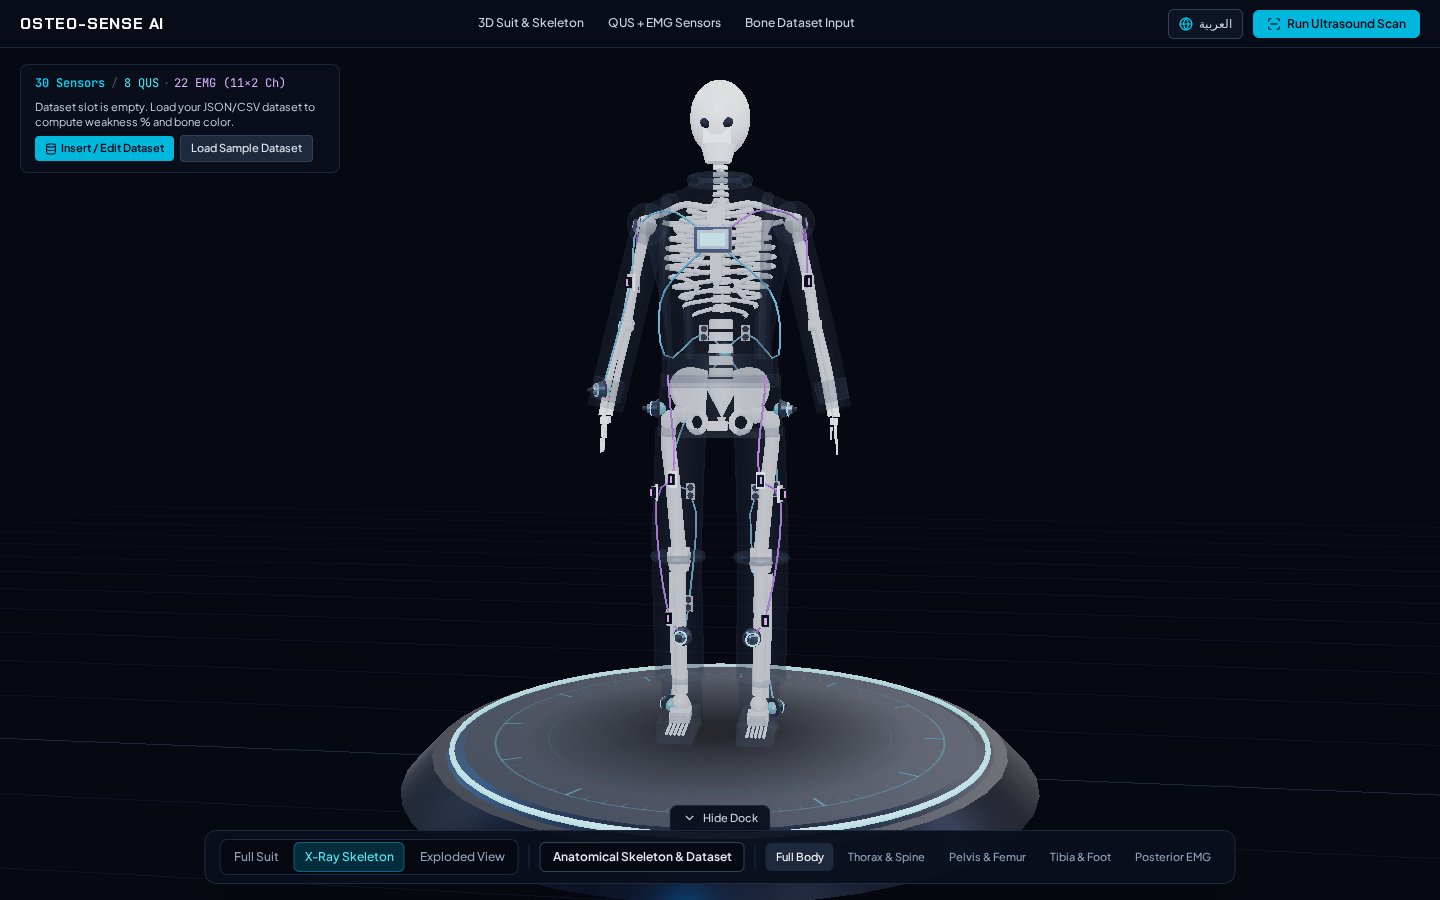 OSTEO-SENSE AI
3D Suit & Skeleton
QUS + EMG Sensors
Bone Dataset Input
العربية
Run Ultrasound Scan
30 Sensors / 8 QUS · 22 EMG (11×2 Ch)
Dataset slot is empty. Load your JSON/CSV dataset to
compute weakness % and bone color.
Insert / Edit Dataset
Load Sample Dataset
Hide Dock
Full Suit
X-Ray Skeleton
Exploded View
Anatomical Skeleton & Dataset
Full Body
Thorax & Spine
Pelvis & Femur
Tibia & Foot
Posterior EMG